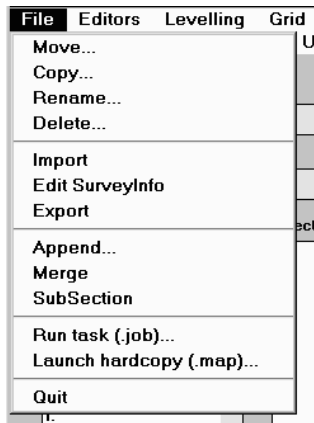 File Editors Levelling Grid
U
Move...
Copy...
Rename...
Delete...
Import
Edit SurveyInfo
Export
ect
Append...
Merge
SubSection
Run task (.job)...
Launch hardcopy (.map)...
Quit